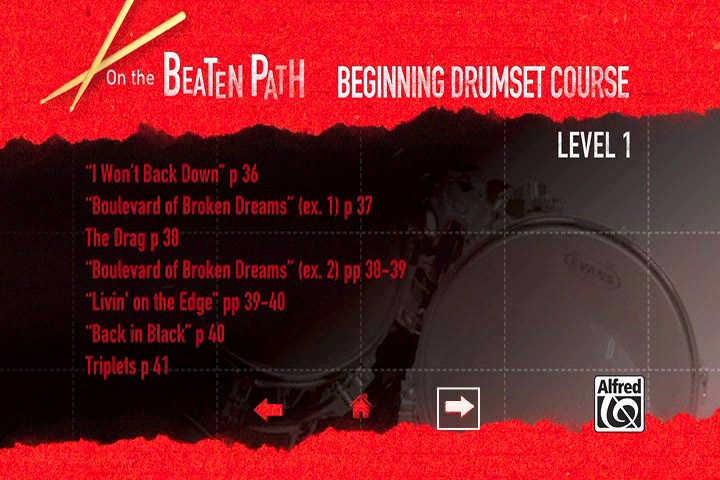 On the BEATEN PATH BEGINNING DRUMSET COURSE
LEVEL 1
"I Won't Back Down" p 36
"Boulevard of Broken Dreams" (ex. 1) p 37
The Drag p 38
"Boulevard of Broken Dreams" (ex. 2) pp 38-39
"Livin' on the Edge" pp 39-40
"Back in Black" p 40
Triplets p 41
EVANS
Alfred